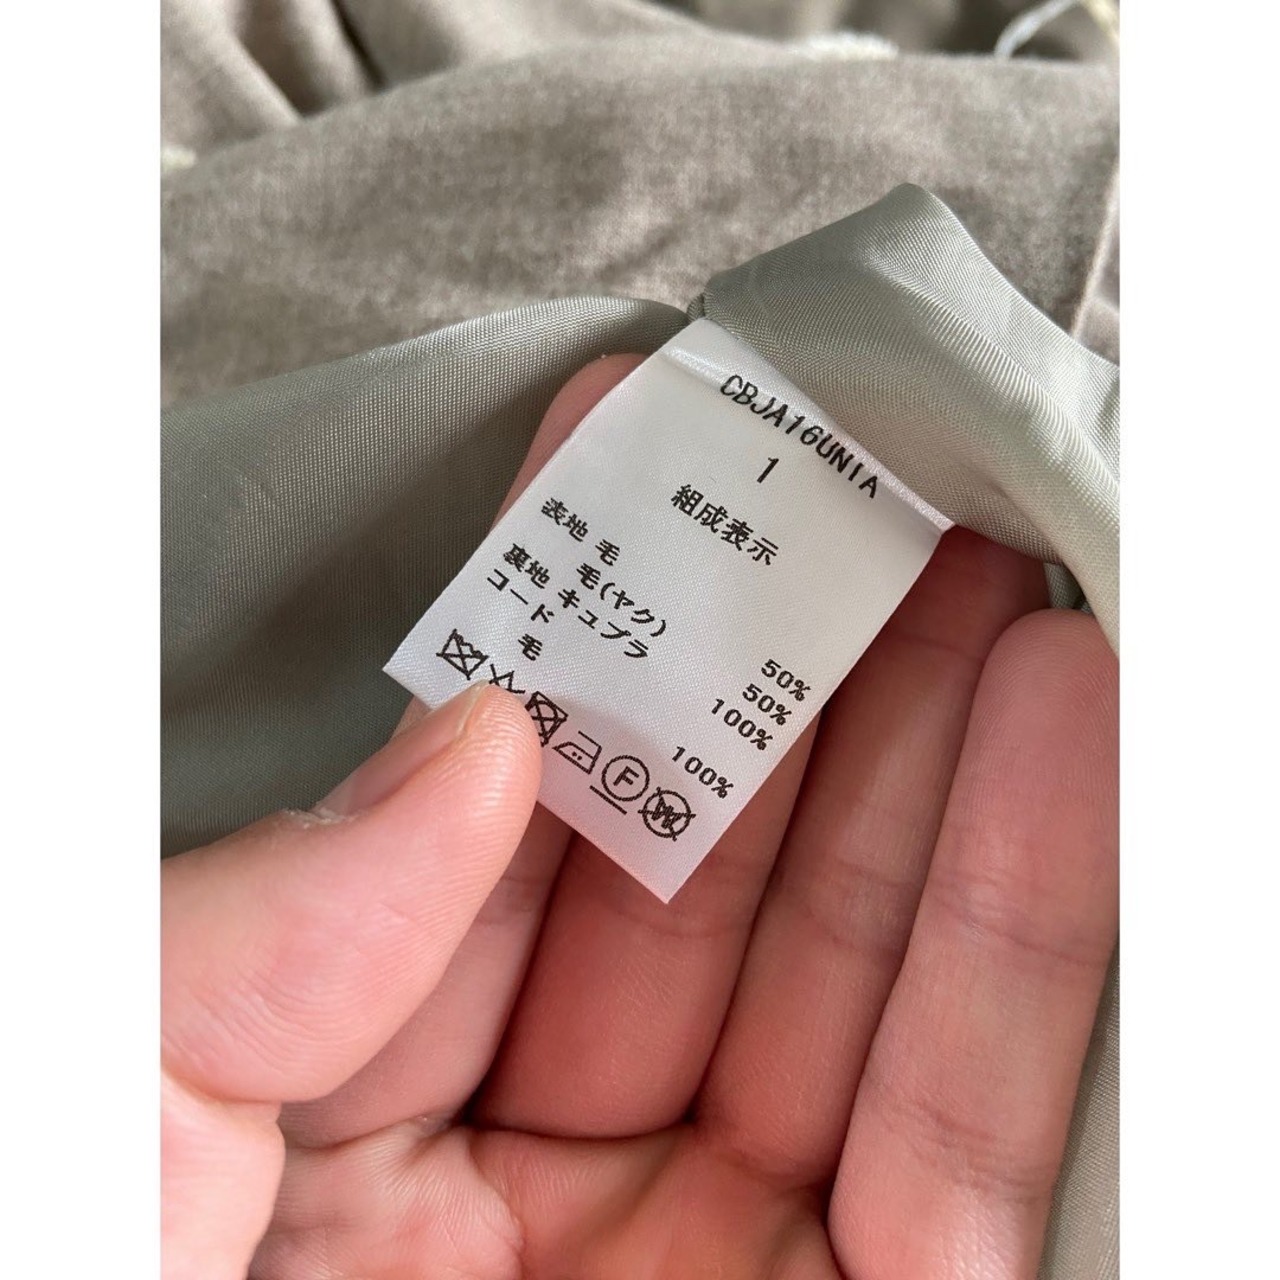 CBJA16UNIA
1
組成表示
表地 毛 50%
毛(ヤク) 50%
裏地 キュプラ 100%
コード
毛 100%
F
W